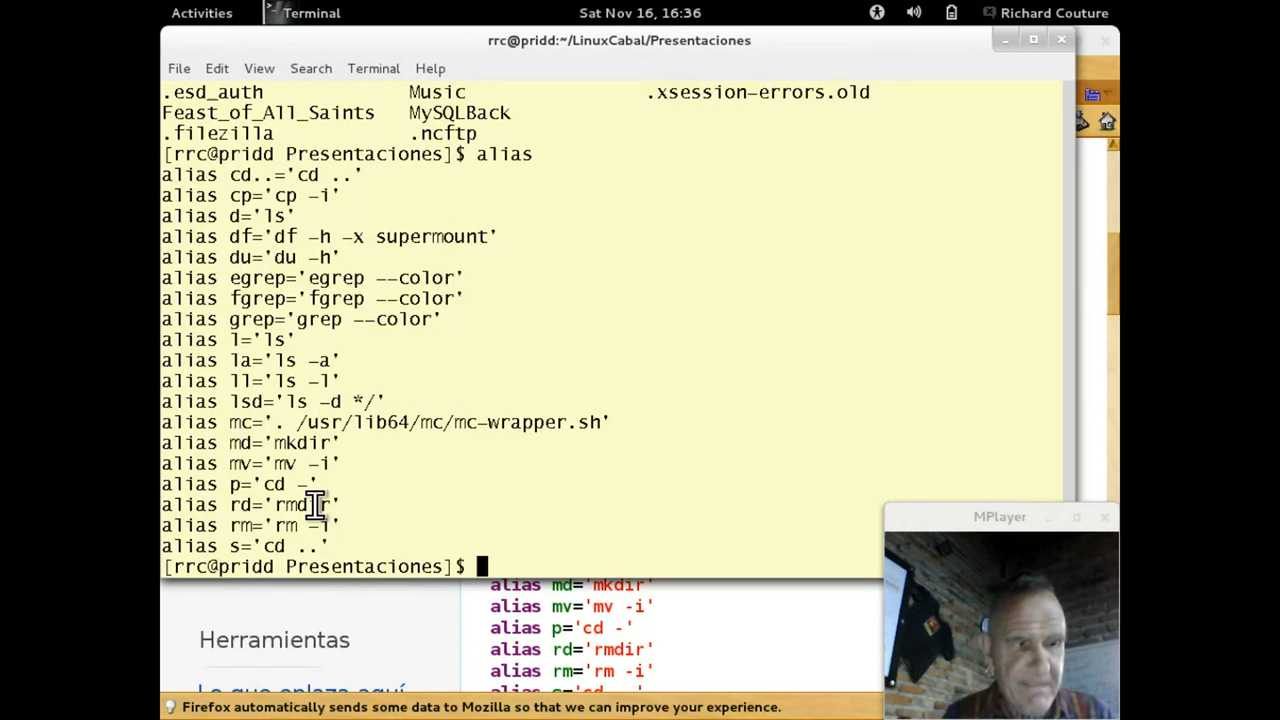 Activities Terminal Sat Nov 16, 16:36 Richard Couture
rrc@pridd:~/LinuxCabal/Presentaciones
File Edit View Search Terminal Help
.esd_auth Music .xsession-errors.old
Feast_of_All_Saints MySQLBack
.filezilla .ncftp
[rrc@pridd Presentaciones]$ alias
alias cd..='cd ..'
alias cp='cp -i'
alias d='ls'
alias df='df -h -x supermount'
alias du='du -h'
alias egrep='egrep --color'
alias fgrep='fgrep --color'
alias grep='grep --color'
alias l='ls'
alias la='ls -a'
alias ll='ls -l'
alias lsd='ls -d */'
alias mc='. /usr/lib64/mc/mc-wrapper.sh'
alias md='mkdir'
alias mv='mv -i'
alias p='cd -'
alias rd='rmdir'
alias rm='rm -i'
alias s='cd ..'
[rrc@pridd Presentaciones]$
MPlayer
alias md='mkdir'
alias mv='mv -i'
alias p='cd -'
alias rd='rmdir'
alias rm='rm -i'
Herramientas
Lo que enlaza aquí
Firefox automatically sends some data to Mozilla so that we can improve your experience.